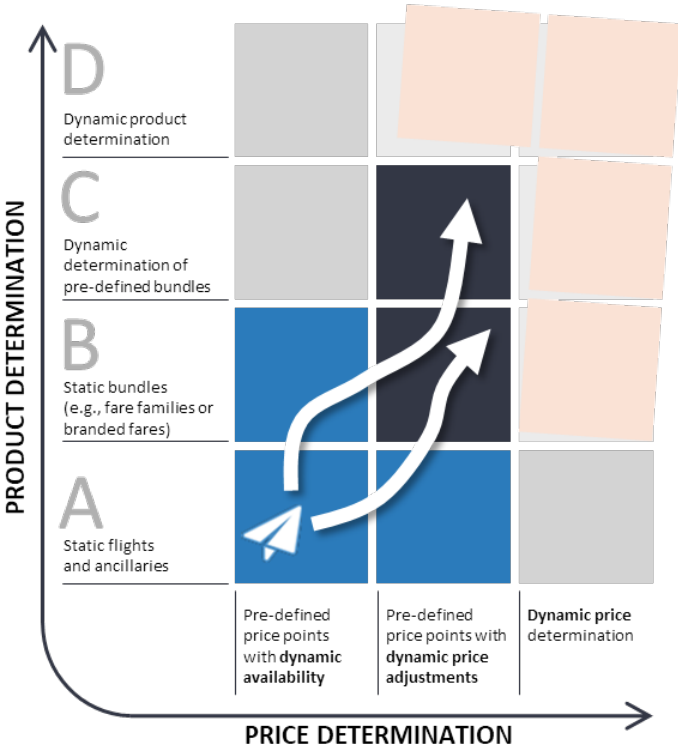 D
Dynamic product
determination
C
Dynamic
determination of
pre-defined bundles
B
Static bundles
(e.g., fare families or
branded fares)
A
Static flights
and ancillaries
PRODUCT DETERMINATION
Pre-defined
price points
with dynamic
availability
Pre-defined
price points with
dynamic price
adjustments
Dynamic price
determination
PRICE DETERMINATION